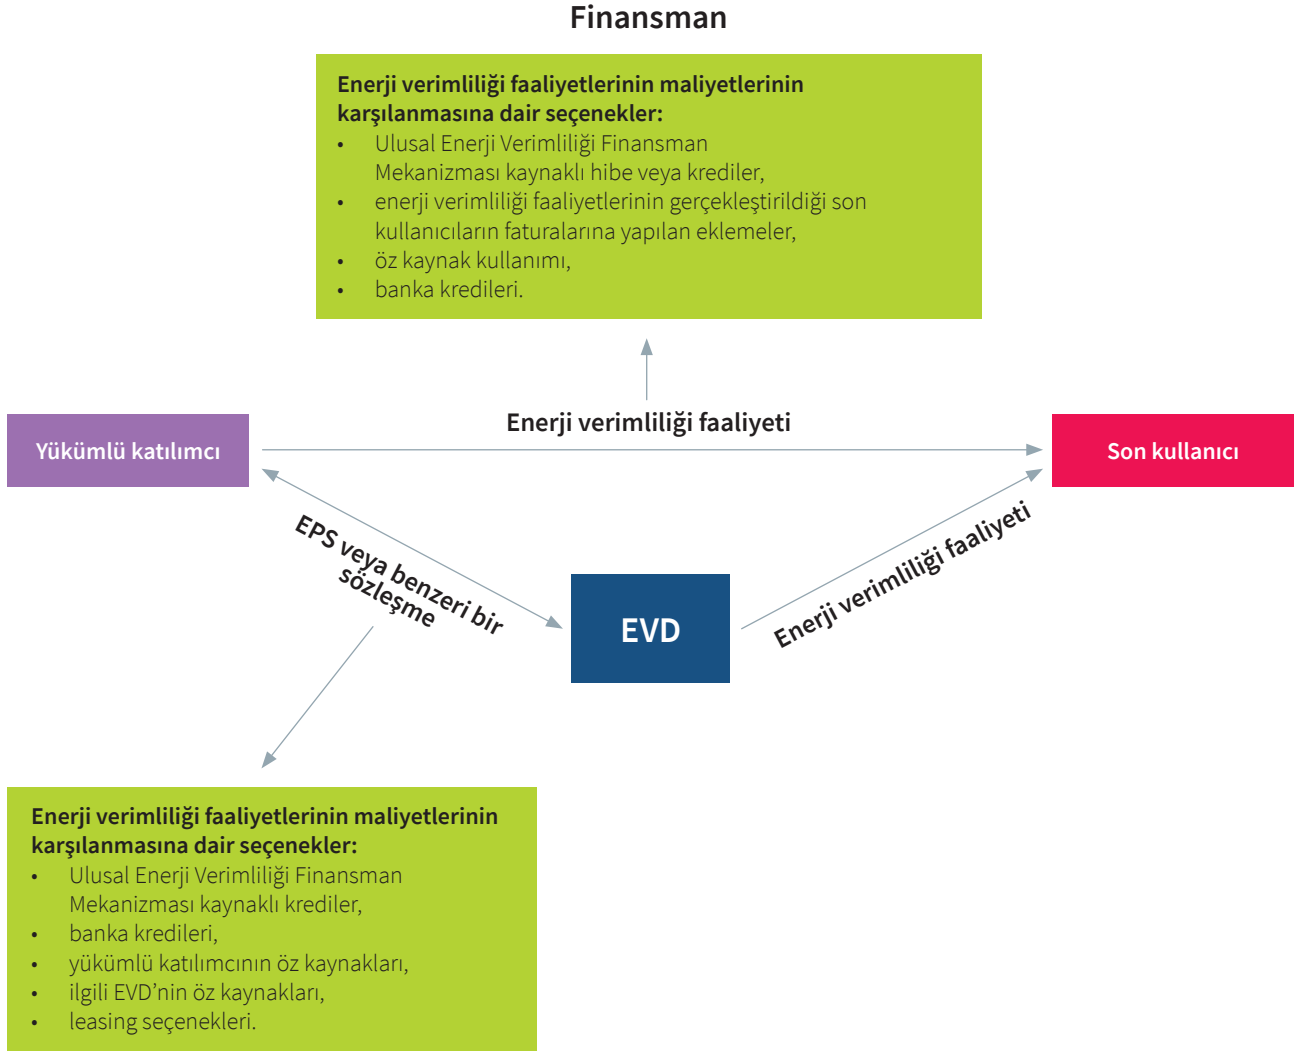 Finansman
Enerji verimliliği faaliyetlerinin maliyetlerinin
karşılanmasına dair seçenekler:
• Ulusal Enerji Verimliliği Finansman
Mekanizması kaynaklı hibe veya krediler,
• enerji verimliliği faaliyetlerinin gerçekleştirildiği son
kullanıcıların faturalarına yapılan eklemeler,
• öz kaynak kullanımı,
• banka kredileri.
Enerji verimliliği faaliyeti
Yükümlü katılımcı
Son kullanıcı
EPS veya benzeri bir
sözleşme
EVD
Enerji verimliliği faaliyeti
Enerji verimliliği faaliyetlerinin maliyetlerinin
karşılanmasına dair seçenekler:
• Ulusal Enerji Verimliliği Finansman
Mekanizması kaynaklı krediler,
• banka kredileri,
• yükümlü katılımcının öz kaynakları,
• ilgili EVD’nin öz kaynakları,
• leasing seçenekleri.